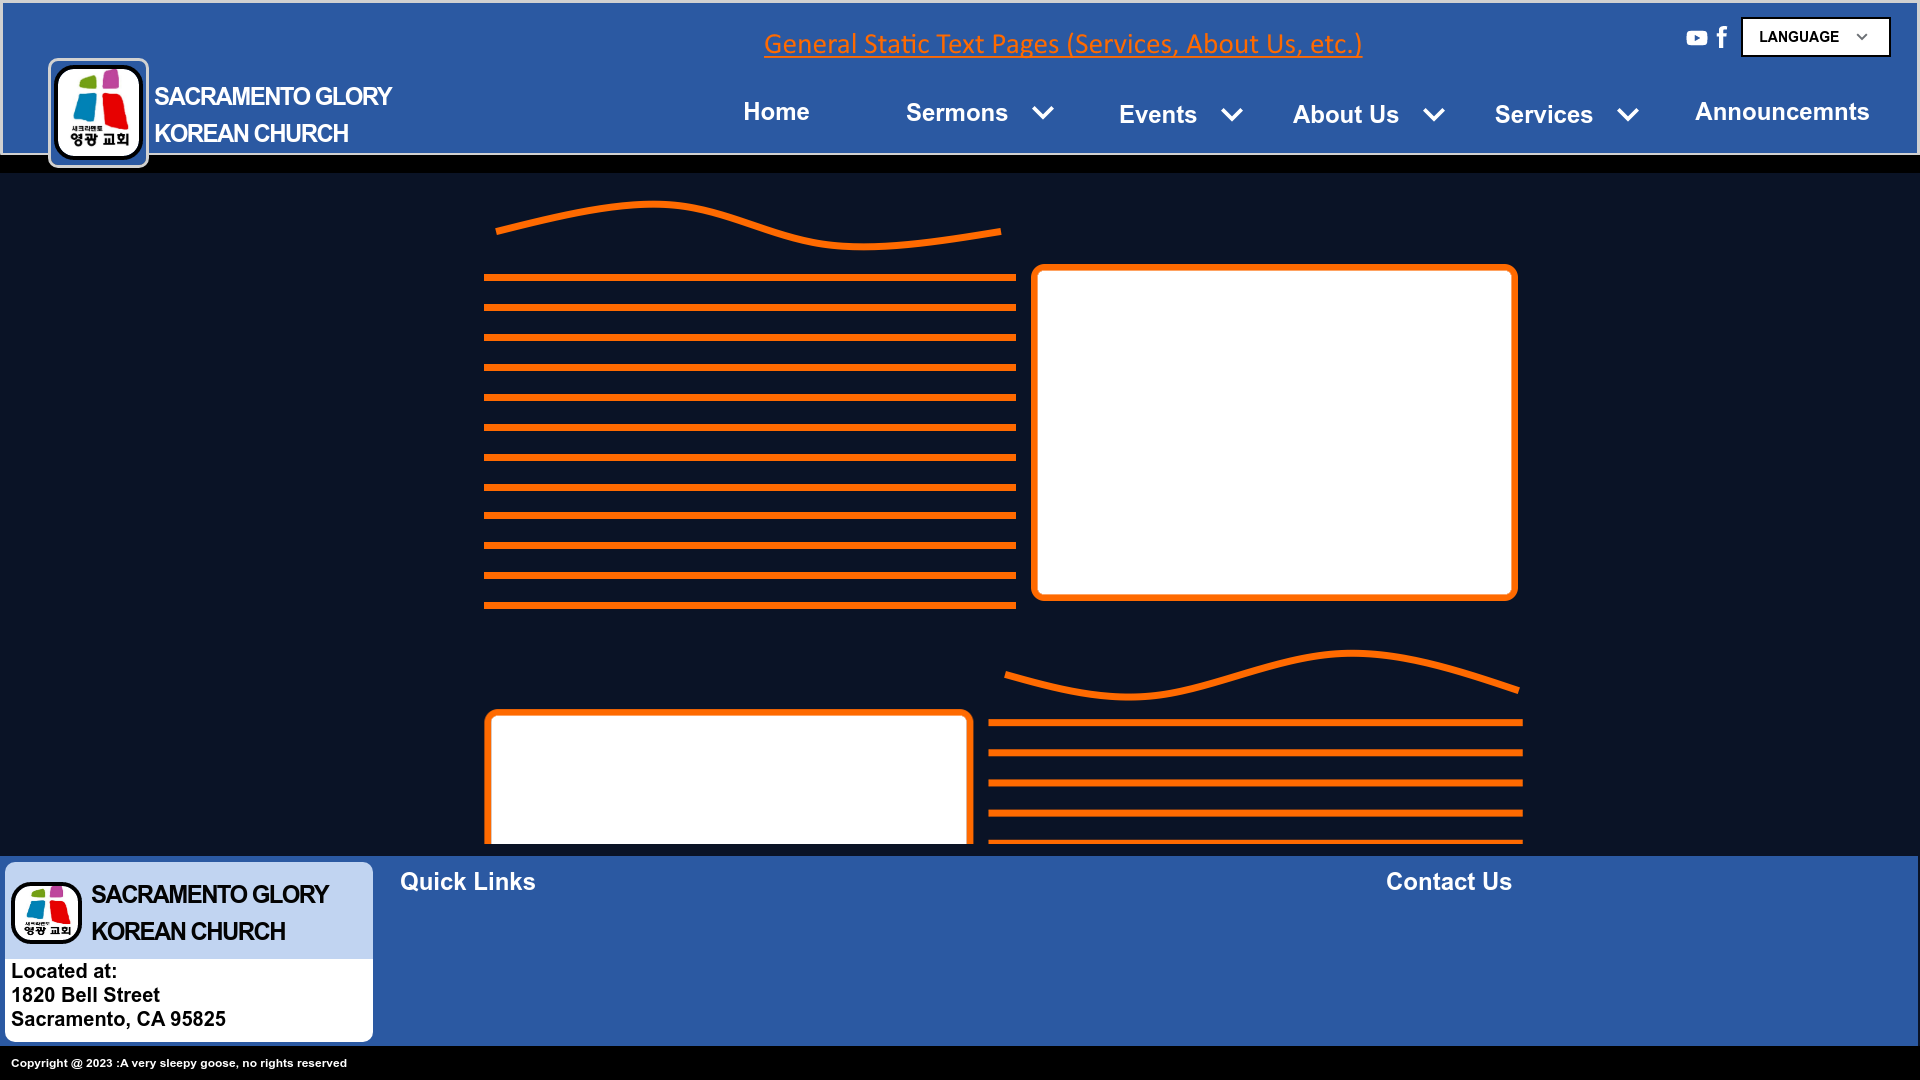 General Static Text Pages (Services, About Us, etc.)
LANGUAGE
새크라멘토
영광 교회
SACRAMENTO GLORY
KOREAN CHURCH
Home
Sermons
Events
About Us
Services
Announcemnts
새크라멘토
영광 교회
SACRAMENTO GLORY
KOREAN CHURCH
Located at:
1820 Bell Street
Sacramento, CA 95825
Quick Links
Contact Us
Copyright @ 2023 :A very sleepy goose, no rights reserved